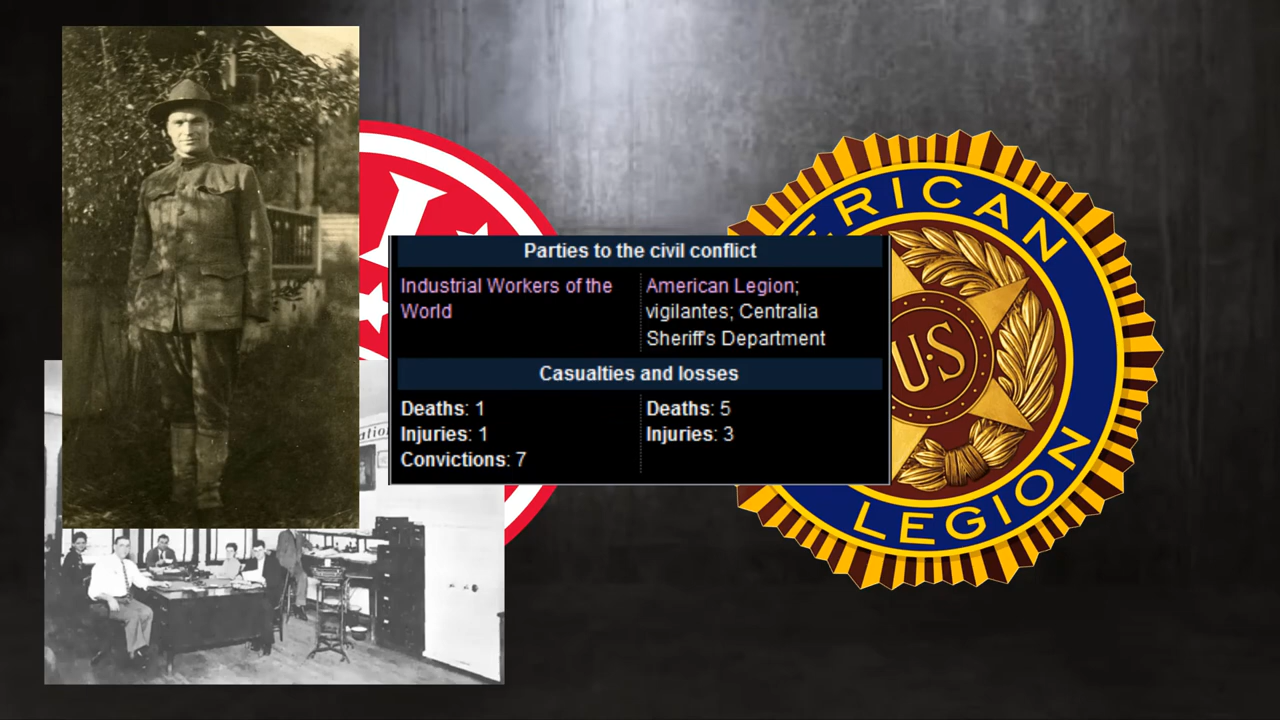 Parties to the civil conflict
Industrial Workers of the
World
American Legion;
vigilantes; Centralia
Sheriff's Department
Casualties and losses
Deaths: 1
Injuries: 1
Convictions: 7
Deaths: 5
Injuries: 3
ERICAN
US
LEGION